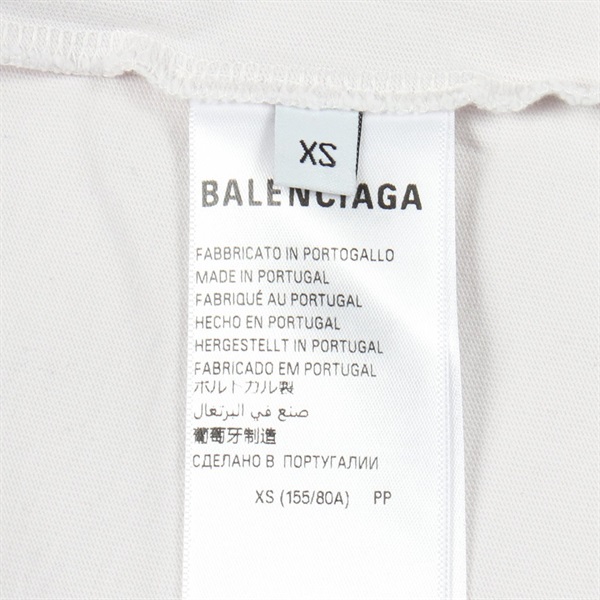 XS
BALENCIAGA
FABBRICATO IN PORTOGALLO
MADE IN PORTUGAL
FABRIQUÉ AU PORTUGAL
HECHO EN PORTUGAL
HERGESTELLT IN PORTUGAL
FABRICADO EM PORTUGAL
ポルトカル製
صنع في البرتغال
葡萄牙制造
СДЕЛАНО В ПОРТУГАЛИИ
XS (155/80A) PP